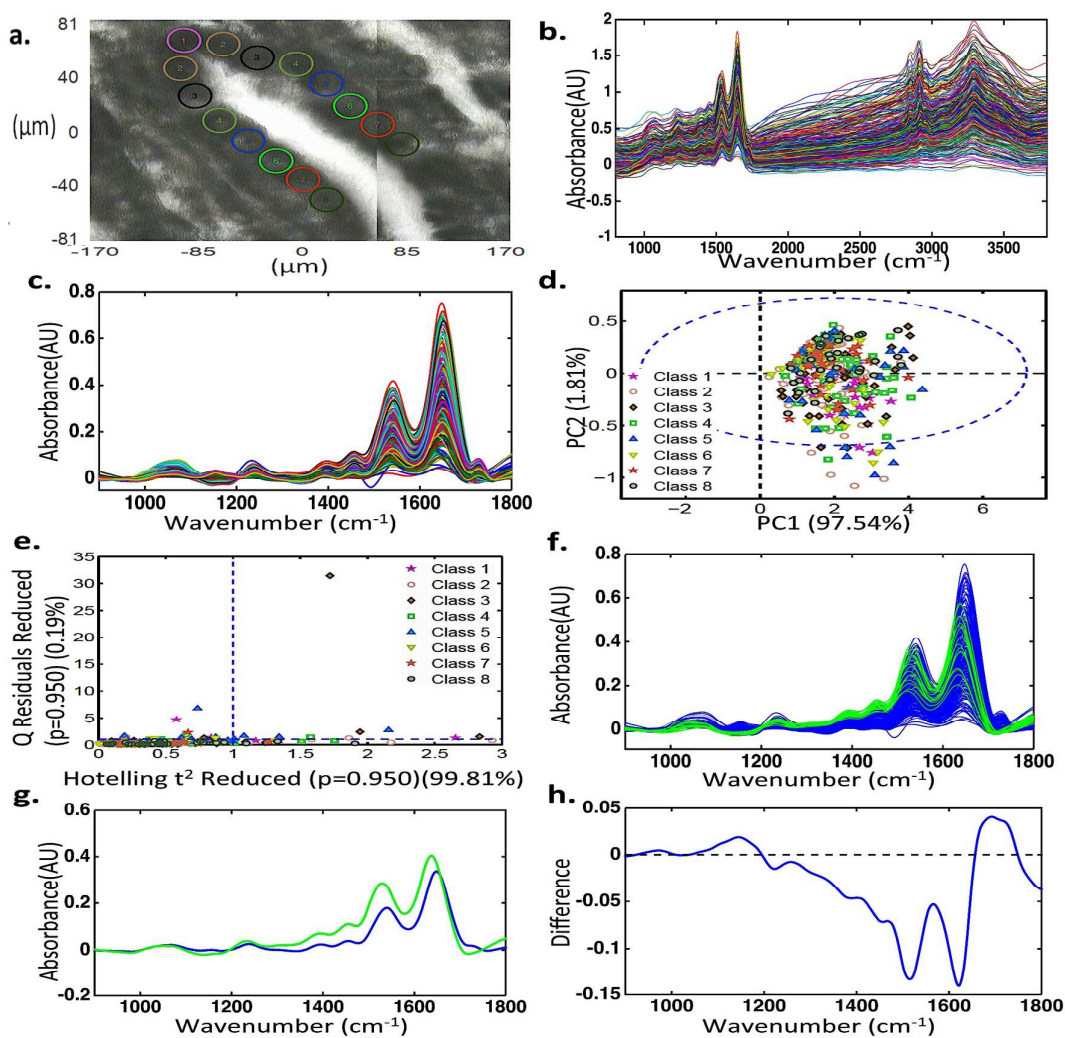 a.
81
40
0
-40
-81
(μm)
-170 -85 0 85 170
(μm)
1 2 3 4 6
2
3
4
6
7
8
b.
2
1.5
1
0.5
0
-0.5
1
Absorbance(AU)
1000 1500 2000 2500 3000 3500
Wavenumber (cm-1)
c.
0.8
0.6
0.4
0.2
0
Absorbance(AU)
1000 1200 1400 1600 1800
Wavenumber (cm-1)
d.
0.5
0
-0.5
−1
PC2 (1.81%)
Class 1
Class 2
Class 3
Class 4
Class 5
Class 6
Class 7
Class 8
−2 0 2 4 6
PC1 (97.54%)
e.
35
30
25
20
15
10
5
0
Q Residuals Reduced
(p=0.950) (0.19%)
Class 1
Class 2
Class 3
Class 4
Class 5
Class 6
Class 7
Class 8
0 0.5 1 1.5 2 2.5 3
Hotelling t2 Reduced (p=0.950)(99.81%)
f.
0.8
0.6
0.4
0.2
0
Absorbance(AU)
1000 1200 1400 1600 1800
Wavenumber (cm-1)
g.
0.6
0.4
0.2
0
-0.2
Absorbance(AU)
1000 1200 1400 1600 1800
Wavenumber (cm-1)
h.
0.05
0
-0.05
-0.1
-0.15
Difference
1000 1200 1400 1600 1800
Wavenumber (cm-1)